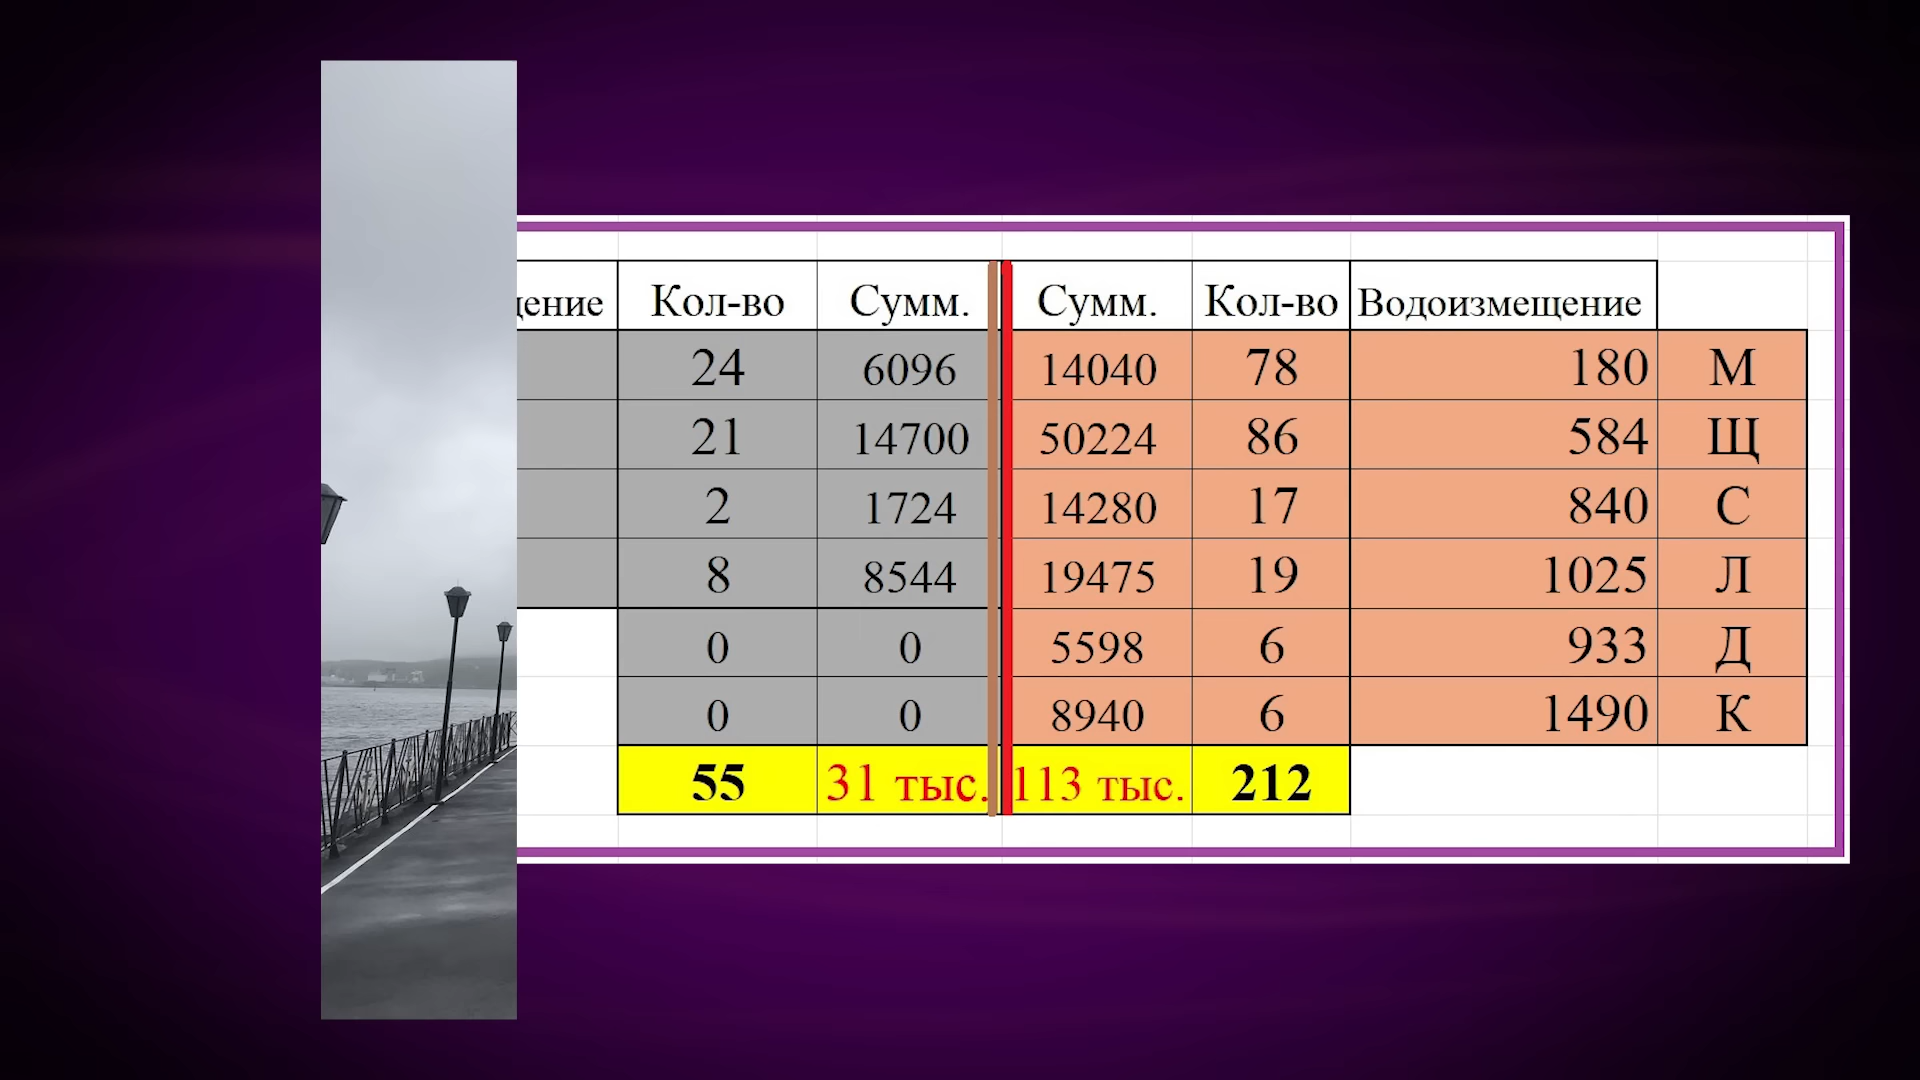 Кол-во Сумм. Сумм. Кол-во Водоизмещение
24 6096 14040 78 180 М
21 14700 50224 86 584 Щ
2 1724 14280 17 840 С
8 8544 19475 19 1025 Л
0 0 5598 6 933 Д
0 0 8940 6 1490 К
55 31 тыс. 113 тыс. 212